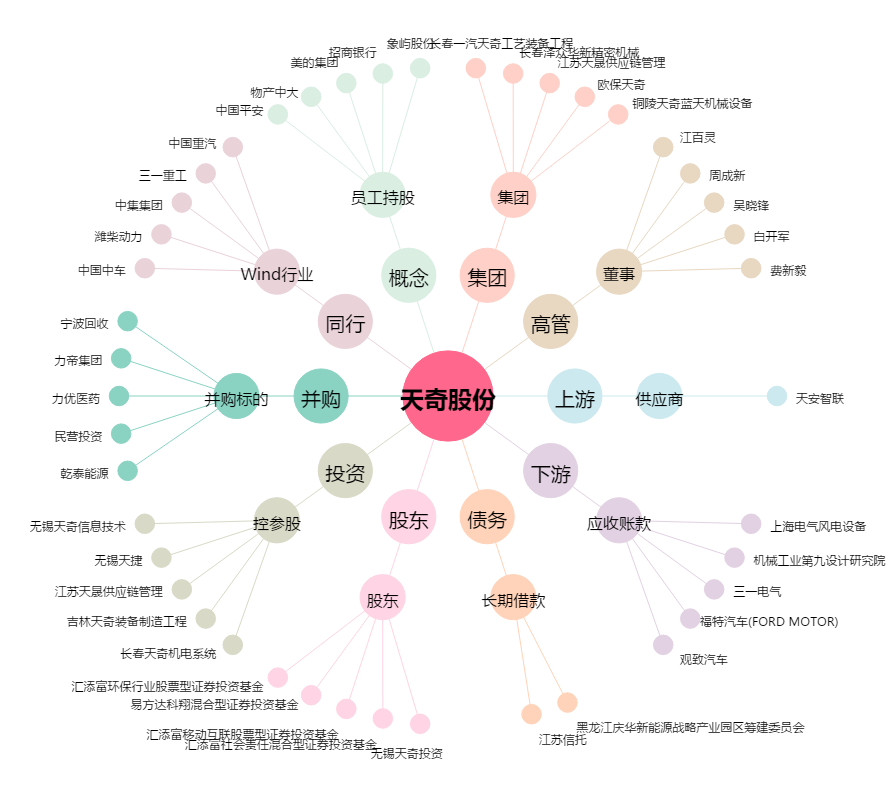 象屿股份
长春一汽天奇工艺装备工程
招商银行
长春泽众华新精密机械
美的集团
江苏天晟供应链管理
物产中大
欧保天奇
中国平安
铜陵天奇蓝天机械设备
中国重汽
江百灵
三一重工
周成新
员工持股
集团
中集集团
吴晓锋
潍柴动力
白开军
中国中车
Wind行业
概念
集团
董事
费新毅
宁波回收
同行
高管
力帝集团
力优医药
并购标的
并购
天奇股份
上游
供应商
天安智联
民营投资
乾泰能源
投资
下游
无锡天奇信息技术
控参股
股东
债务
应收账款
上海电气风电设备
无锡天捷
机械工业第九设计研究院
江苏天晟供应链管理
股东
长期借款
三一电气
吉林天奇装备制造工程
福特汽车(FORD MOTOR)
长春天奇机电系统
观致汽车
汇添富环保行业股票型证券投资基金
易方达科翔混合型证券投资基金
汇添富移动互联股票型证券投资基金
汇添富社会责任混合型证券投资基金
无锡天奇投资
江苏信托
黑龙江庆华新能源战略产业园区筹建委员会